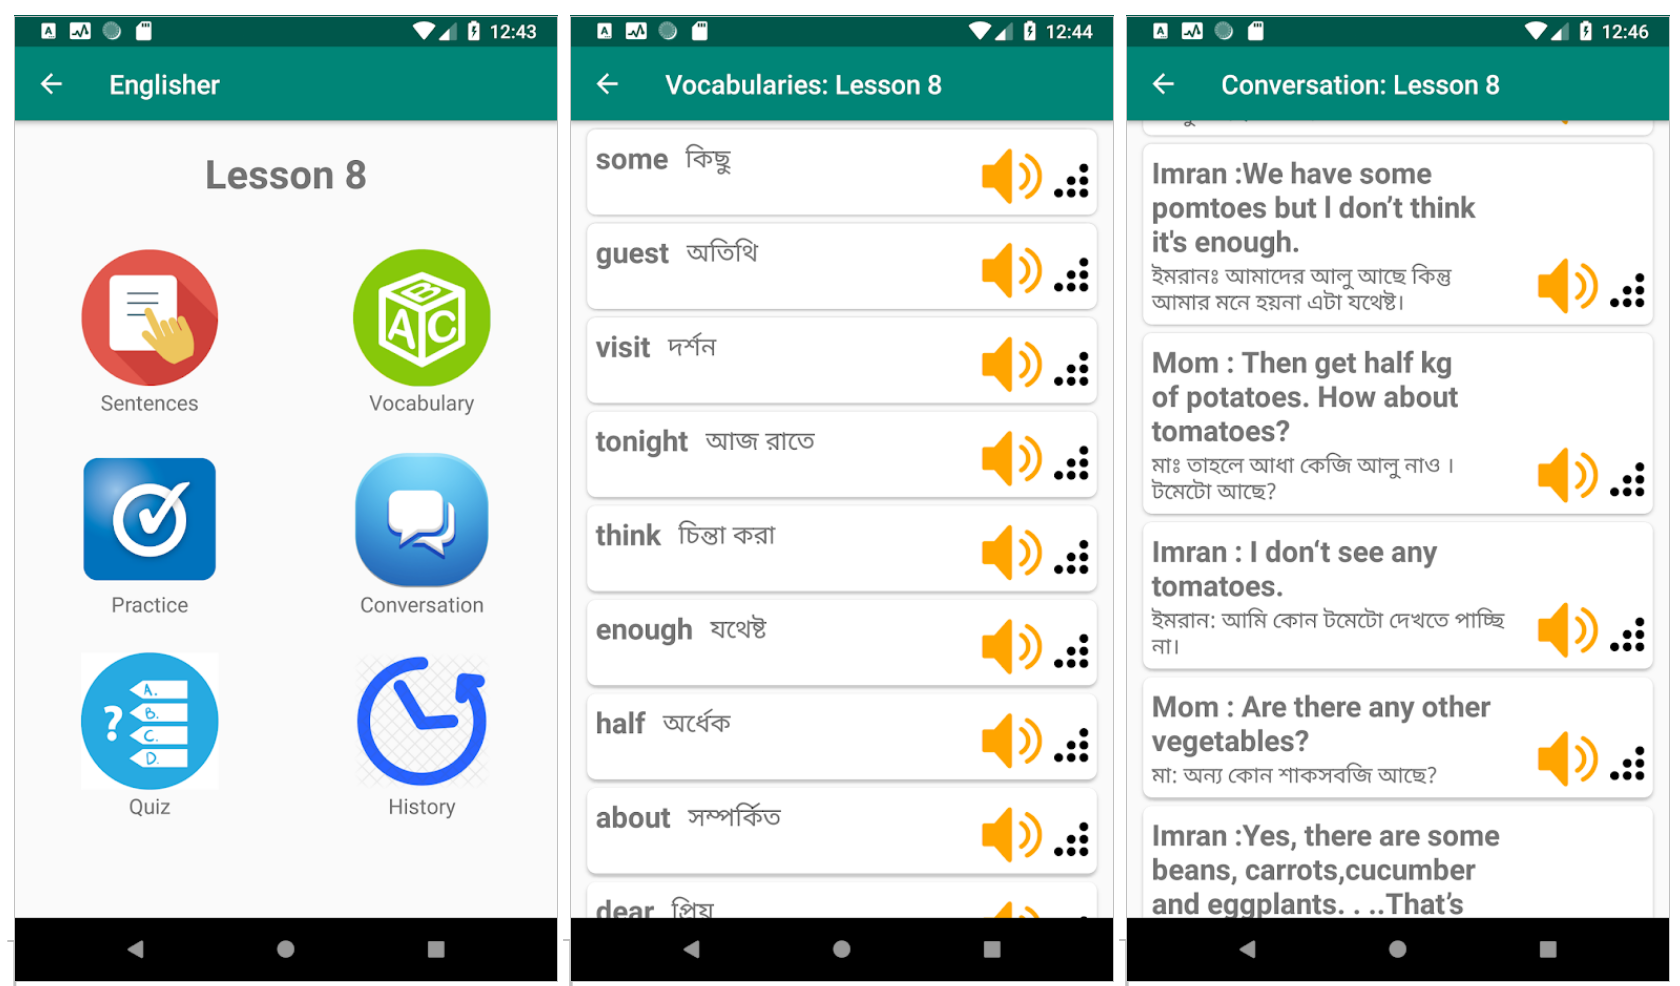 12:43
Englisher
Lesson 8
Sentences
Vocabulary
Practice
Conversation
A.
B.
C.
D.
?
Quiz
History
12:44
Vocabularies: Lesson 8
some কিছু
guest অতিথি
visit দর্শন
tonight আজ রাতে
think চিন্তা করা
enough যথেষ্ট
half অর্ধেক
about সম্পর্কিত
dear প্রিয়
12:46
Conversation: Lesson 8
Imran :We have some
pomtoes but I don’t think
it's enough.
ইমরানঃ আমাদের আলু আছে কিন্তু
আমার মনে হয়না এটা যথেষ্ট।
Mom : Then get half kg
of potatoes. How about
tomatoes?
মাঃ তাহলে আধা কেজি আলু নাও ।
টমেটো আছে?
Imran : I don‘t see any
tomatoes.
ইমরান: আমি কোন টমেটো দেখতে পাচ্ছি
না।
Mom : Are there any other
vegetables?
মা: অন্য কোন শাকসবজি আছে?
Imran :Yes, there are some
beans, carrots,cucumber
and eggplants. . ..That’s